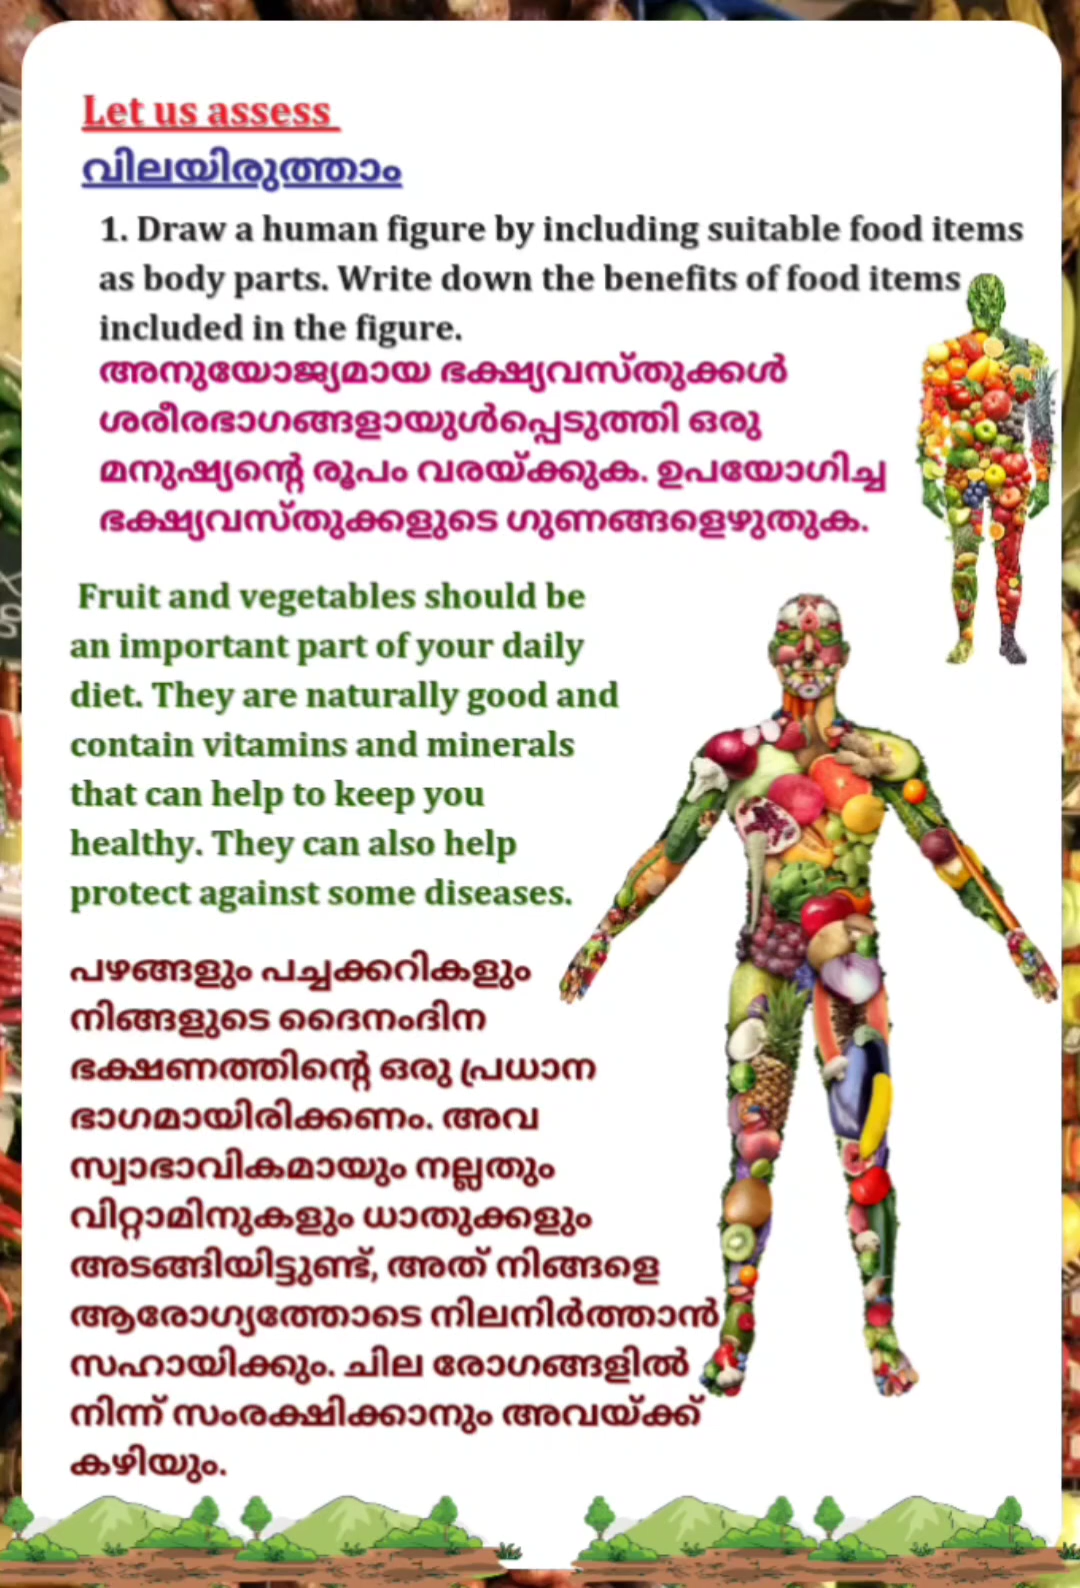 Let us assess
വിലയിരുത്താം
1. Draw a human figure by including suitable food items
as body parts. Write down the benefits of food items
included in the figure.
അനുയോജ്യമായ ഭക്ഷ്യവസ്തുക്കൾ
ശരീരഭാഗങ്ങളായുൾപ്പെടുത്തി ഒരു
മനുഷ്യന്റെ രൂപം വരയ്ക്കുക. ഉപയോഗിച്ച
ഭക്ഷ്യവസ്തുക്കളുടെ ഗുണങ്ങളെഴുതുക.
Fruit and vegetables should be
an important part of your daily
diet. They are naturally good and
contain vitamins and minerals
that can help to keep you
healthy. They can also help
protect against some diseases.
പഴങ്ങളും പച്ചക്കറികളും
നിങ്ങളുടെ ദൈനംദിന
ഭക്ഷണത്തിന്റെ ഒരു പ്രധാന
ഭാഗമായിരിക്കണം. അവ
സ്വാഭാവികമായും നല്ലതും
വിറ്റാമിനുകളും ധാതുക്കളും
അടങ്ങിയിട്ടുണ്ട്, അത് നിങ്ങളെ
ആരോഗ്യത്തോടെ നിലനിർത്താൻ
സഹായിക്കും. ചില രോഗങ്ങളിൽ
നിന്ന് സംരക്ഷിക്കാനും അവയ്ക്ക്
കഴിയും.